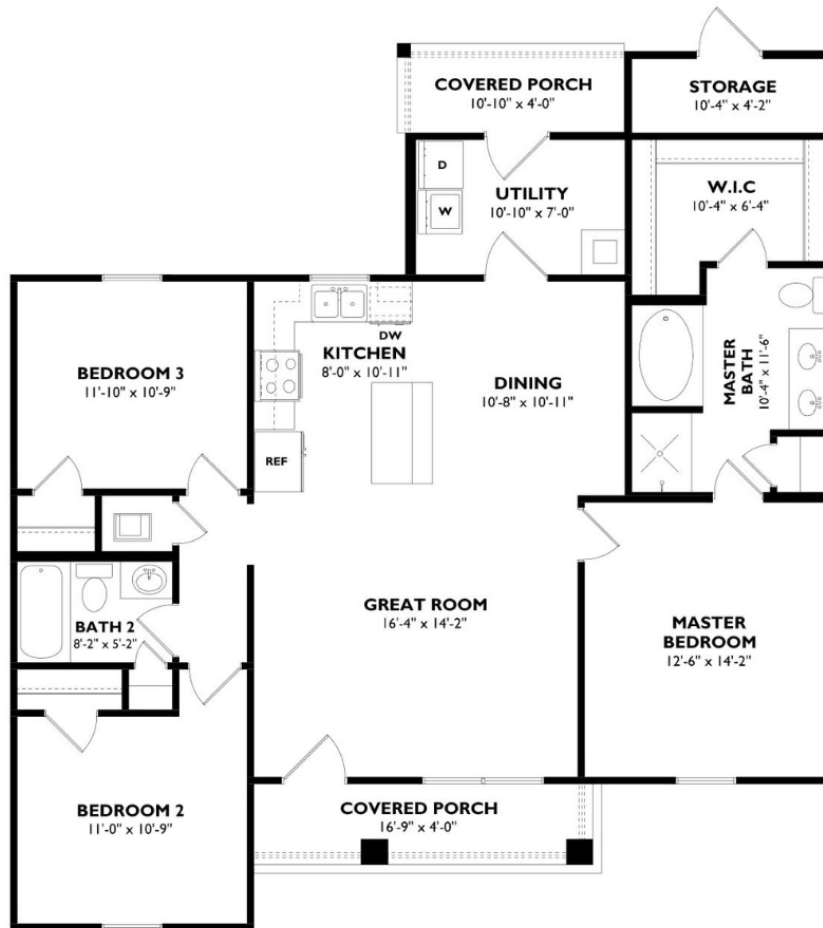 COVERED PORCH
10'-10" x 4'-0"
STORAGE
10'-4" x 4'-2"
D
W
UTILITY
10'-10" x 7'-0"
W.I.C
10'-4" x 6'-4"
BEDROOM 3
11'-10" x 10'-9"
DW
KITCHEN
8'-0" x 10'-11"
REF
DINING
10'-8" x 10'-11"
MASTER
BATH
10'-4" x 11'-6"
GREAT ROOM
16'-4" x 14'-2"
BATH 2
8'-2" x 5'-2"
MASTER
BEDROOM
12'-6" x 14'-2"
BEDROOM 2
11'-0" x 10'-9"
COVERED PORCH
16'-9" x 4'-0"